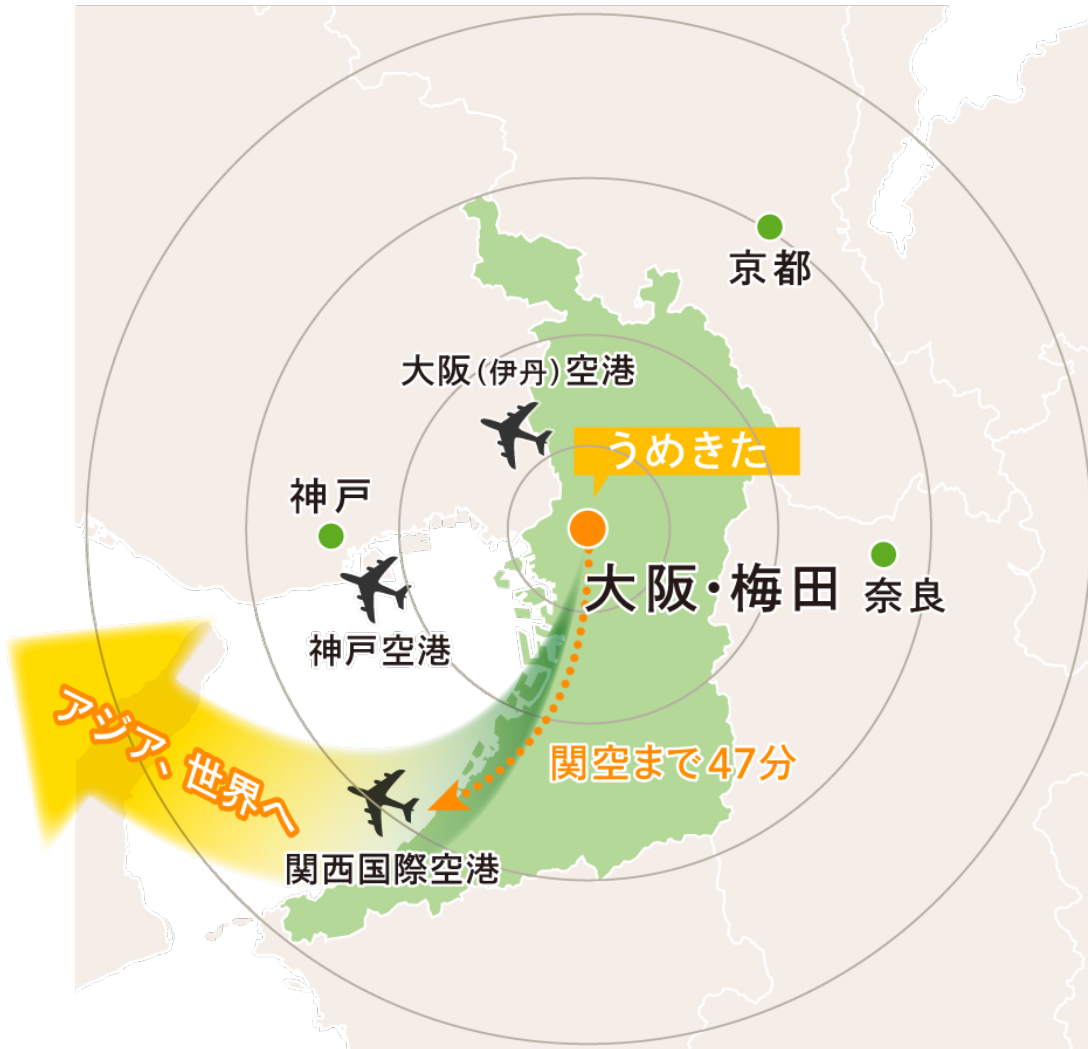 京都
大阪(伊丹)空港
うめきた
神戸
大阪・梅田
奈良
神戸空港
アジア、世界へ
関空まで47分
関西国際空港